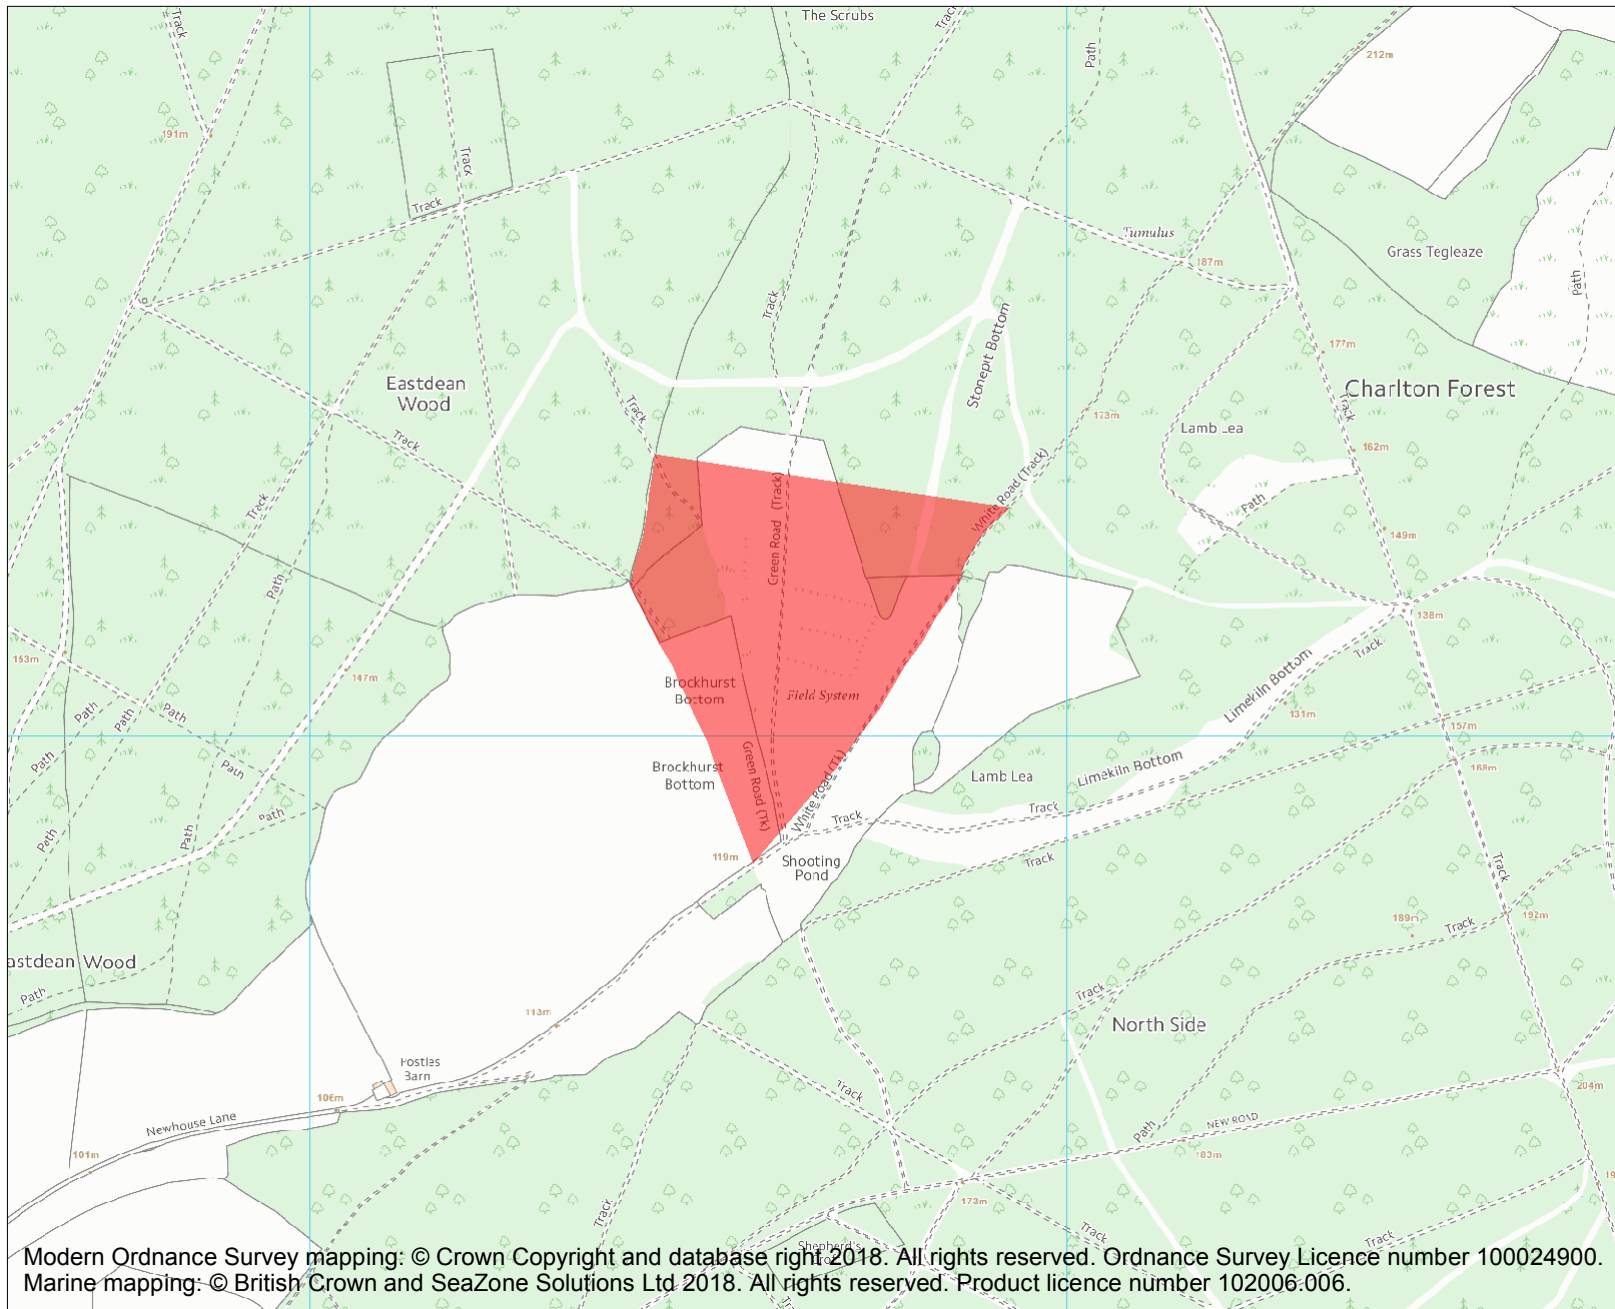 The Scrubs
Track
Track
Path
212m
191m
Track
Track
Tumulus
187m
Grass Tegleaze
Path
Track
Stonepit Bottom
177m
Eastdean
Wood
Charlton Forest
Track
Track
173m
Lamb Lea
Track
162m
White Road (Track)
Green Road (Track)
Path
Track
149m
Path
138m
Track
153m
147m
Brockhurst
Bottom
Field System
Limekiln Bottom
131m
157m
Path
Path
Path
Path
Path
Green Road (Tk)
White Road (Tk)
Brockhurst
Bottom
Lamb Lea
Limekiln Bottom
168m
Path
Path
Path
Track
Track
Track
119m
Shooting
Pond
Track
189m
192m
Track
astdean Wood
Path
Track
113m
North Side
Barn
106m
Newhouse Lane
101m
Track
Path
NEW ROAD
204m
183m
173m
Track
Track
Track
Shepherd's
Modern Ordnance Survey mapping: © Crown Copyright and database right 2018. All rights reserved. Ordnance Survey Licence number 100024900.
Marine mapping: © British Crown and SeaZone Solutions Ltd 2018. All rights reserved. Product licence number 102006.006.